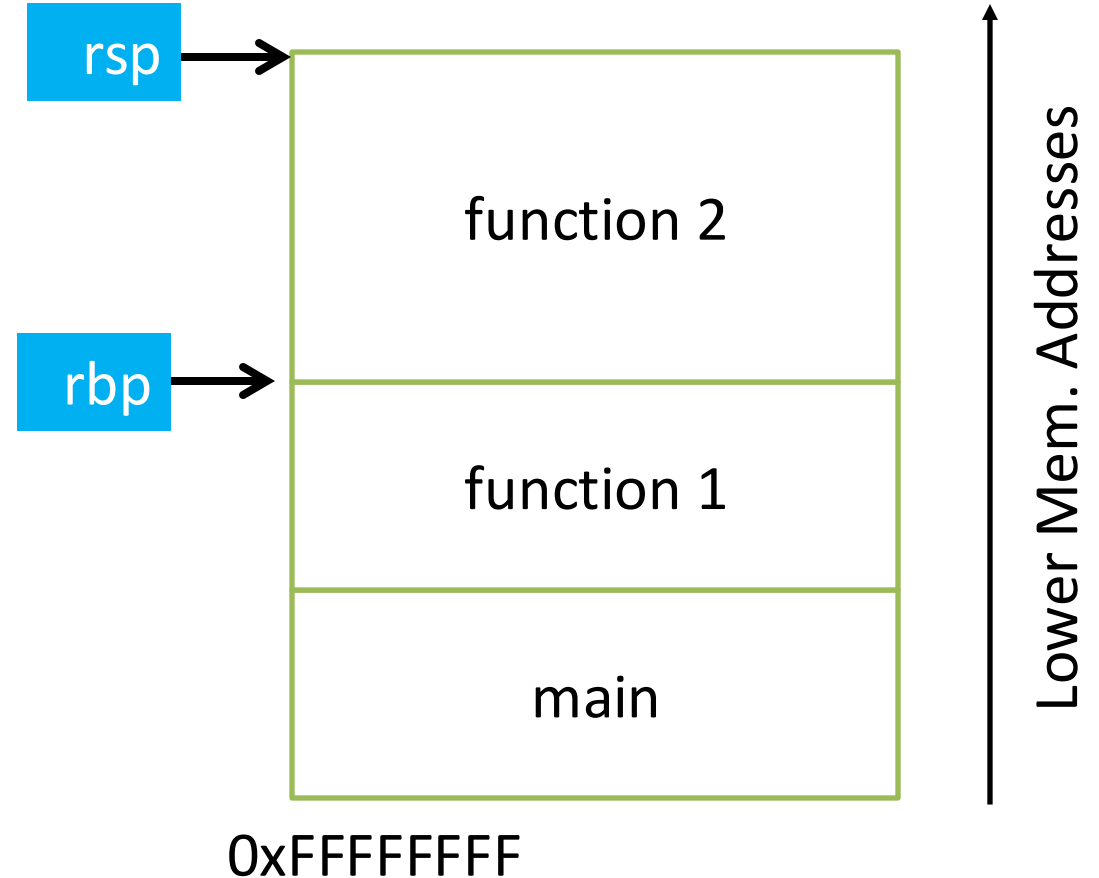 rsp
function 2
rbp
function 1
main
0xFFFFFFFF
Lower Mem. Addresses